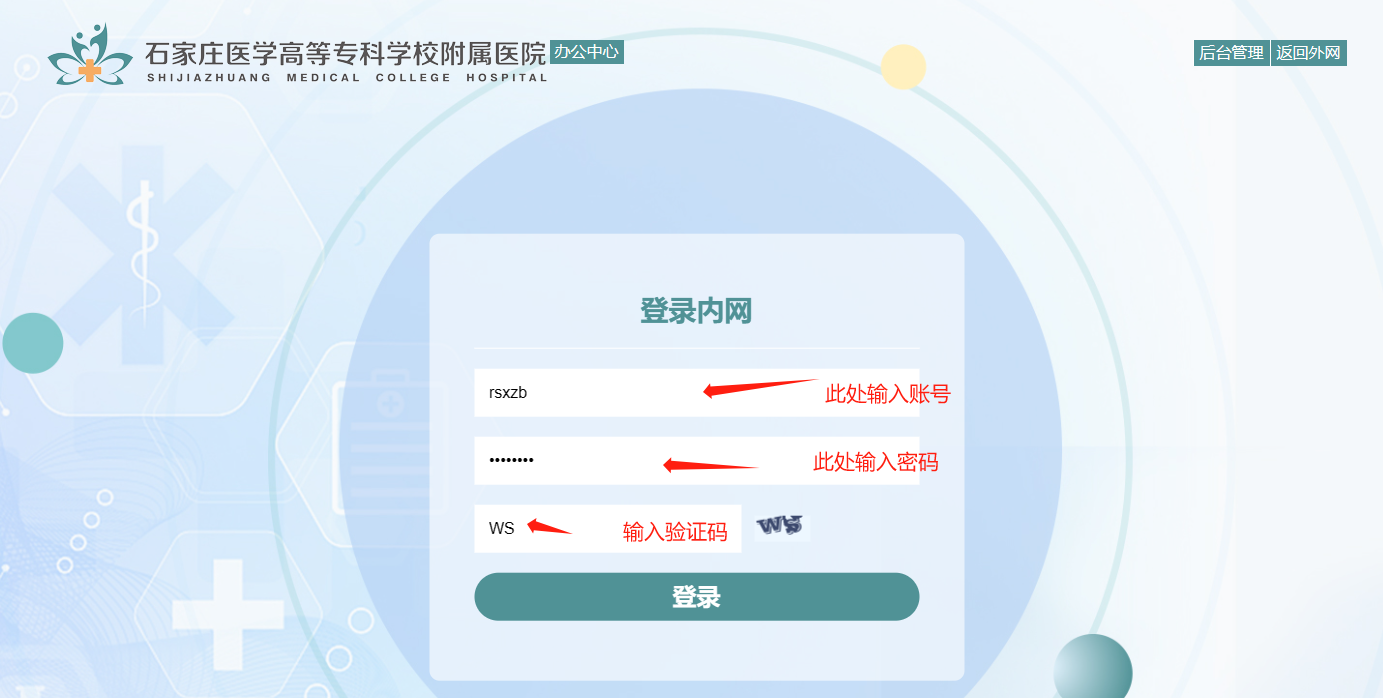 石家庄医学高等专科学校附属医院 办公中心
SHIJIAZHUANG MEDICAL COLLEGE HOSPITAL
后台管理 返回外网
登录内网
rsxzb 此处输入账号
•••••••• 此处输入密码
WS 输入验证码 WS
登录